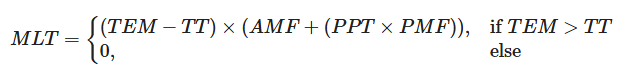 MLT = { (TEM − TT) × (AMF + (PPT × PMF)), if TEM > TT
0, else